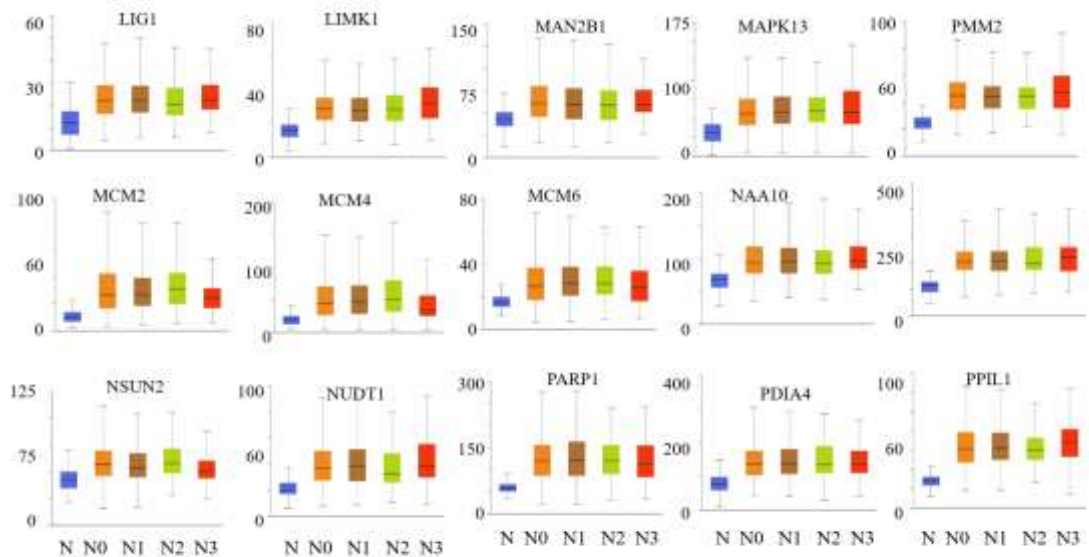 LIG1 LIMK1 MAN2B1 MAPK13 PMM2
60 30 0
80 40 0
150 75 0
175 100 0
100 60 0
MCM2 MCM4 MCM6 NAA10
100 60 0
200 100 0
80 40 0
200 100 0
500 250 0
NSUN2 NUDT1 PARP1 PDIA4 PPIL1
125 75 0
100 60 0
300 150 0
400 200 0
100 60 0
N N0 N1 N2 N3 N N0 N1 N2 N3 N N0 N1 N2 N3 N N0 N1 N2 N3 N N0 N1 N2 N3